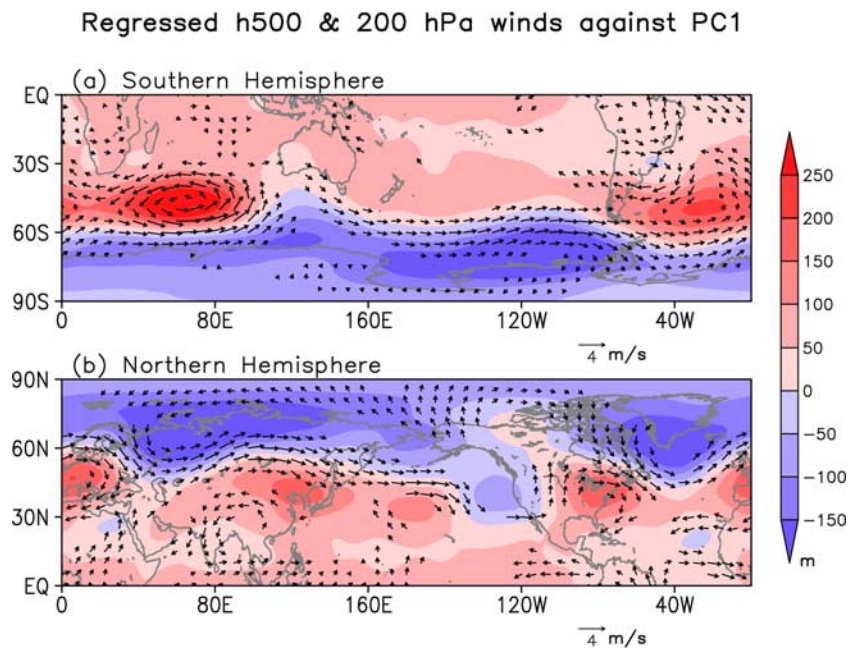 Regressed h500 & 200 hPa winds against PC1
(a) Southern Hemisphere
EQ
30S
60S
90S
0 80E 160E 120W 40W
4 m/s
(b) Northern Hemisphere
90N
60N
30N
EQ
0 80E 160E 120W 40W
4 m/s
250
200
150
100
50
0
−50
−100
−150
m